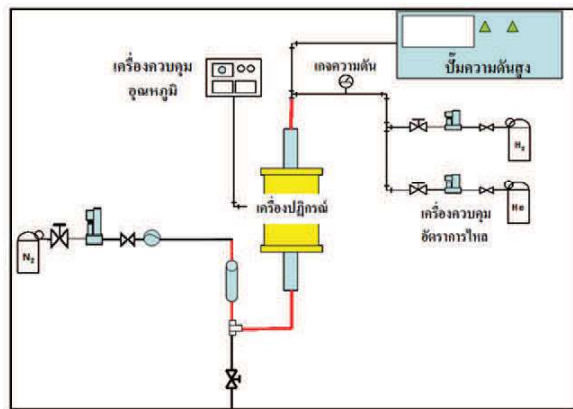 เครื่องควบคุม
อุณหภูมิ
เกจความดัน
ปั๊มความดันสูง
H₂
เครื่องปฏิกรณ์
He
เครื่องควบคุม
อัตราการไหล
N₂